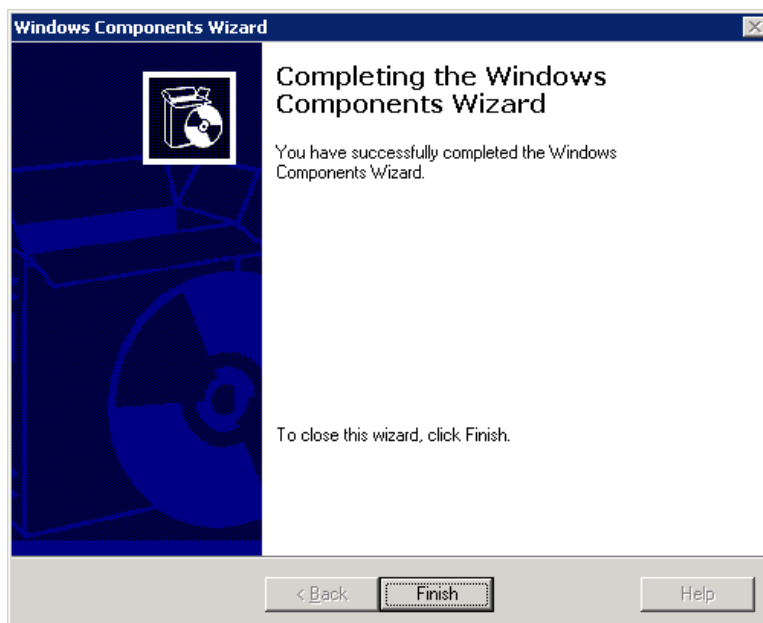 Windows Components Wizard
Completing the Windows
Components Wizard
You have successfully completed the Windows
Components Wizard.
To close this wizard, click Finish.
< Back
Finish
Help